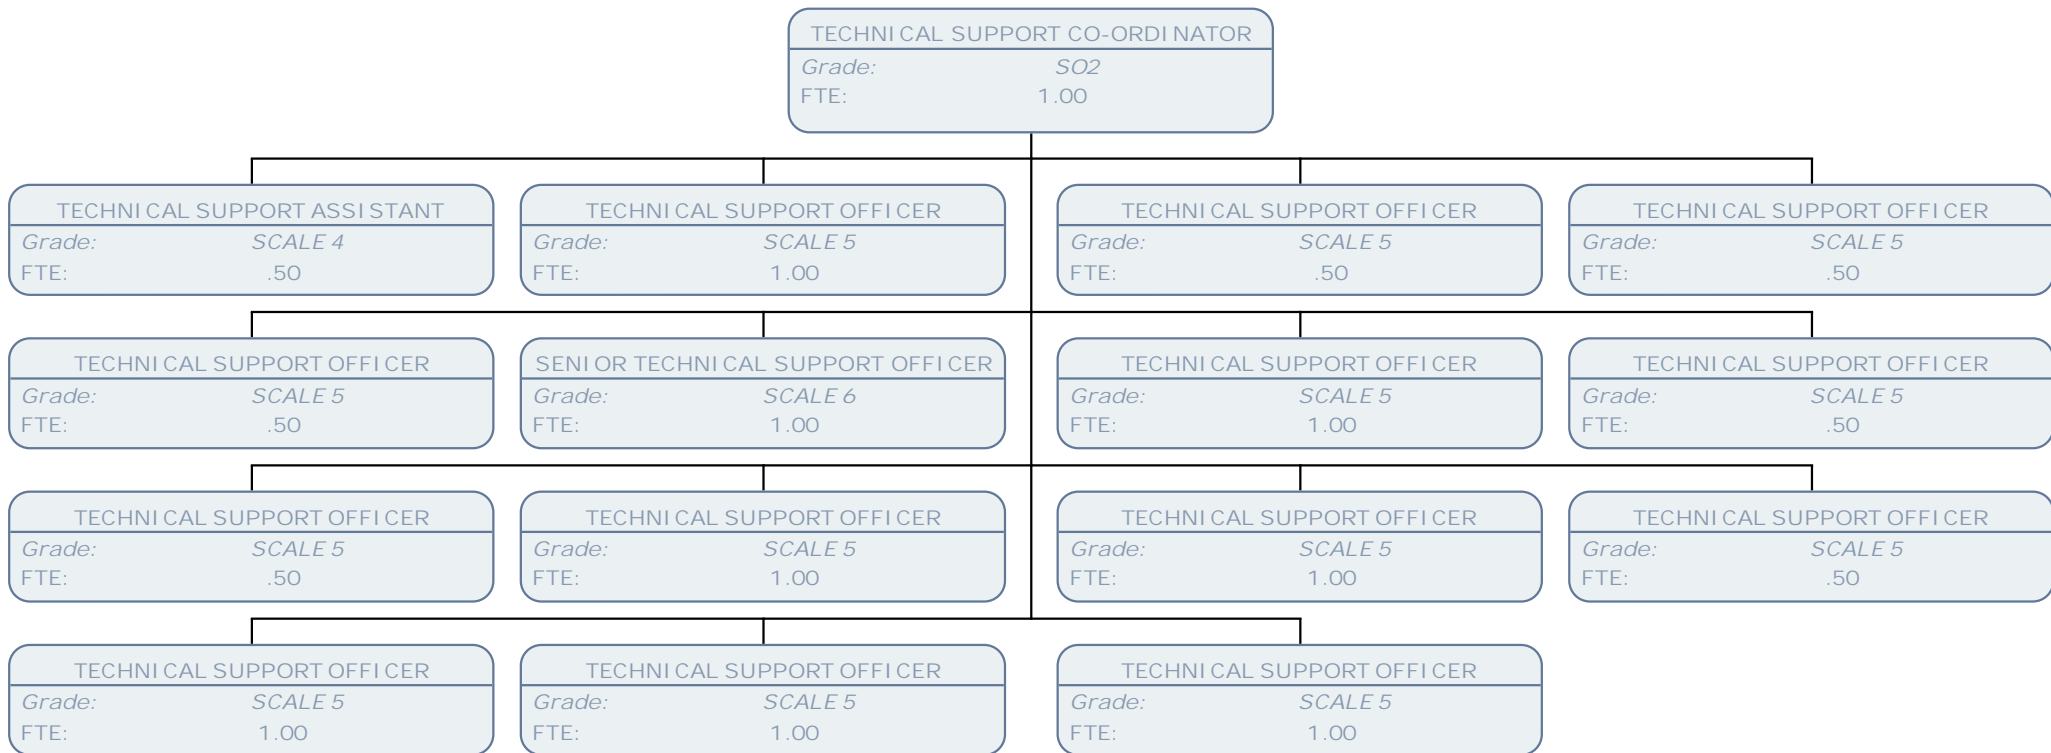 TECHNICAL SUPPORT CO-ORDINATOR
Grade: SO2
FTE: 1.00
TECHNICAL SUPPORT ASSISTANT
Grade: SCALE 4
FTE: .50
TECHNICAL SUPPORT OFFICER
Grade: SCALE 5
FTE: 1.00
TECHNICAL SUPPORT OFFICER
Grade: SCALE 5
FTE: .50
TECHNICAL SUPPORT OFFICER
Grade: SCALE 5
FTE: .50
TECHNICAL SUPPORT OFFICER
Grade: SCALE 5
FTE: .50
SENIOR TECHNICAL SUPPORT OFFICER
Grade: SCALE 6
FTE: 1.00
TECHNICAL SUPPORT OFFICER
Grade: SCALE 5
FTE: 1.00
TECHNICAL SUPPORT OFFICER
Grade: SCALE 5
FTE: .50
TECHNICAL SUPPORT OFFICER
Grade: SCALE 5
FTE: .50
TECHNICAL SUPPORT OFFICER
Grade: SCALE 5
FTE: 1.00
TECHNICAL SUPPORT OFFICER
Grade: SCALE 5
FTE: 1.00
TECHNICAL SUPPORT OFFICER
Grade: SCALE 5
FTE: .50
TECHNICAL SUPPORT OFFICER
Grade: SCALE 5
FTE: 1.00
TECHNICAL SUPPORT OFFICER
Grade: SCALE 5
FTE: 1.00
TECHNICAL SUPPORT OFFICER
Grade: SCALE 5
FTE: 1.00